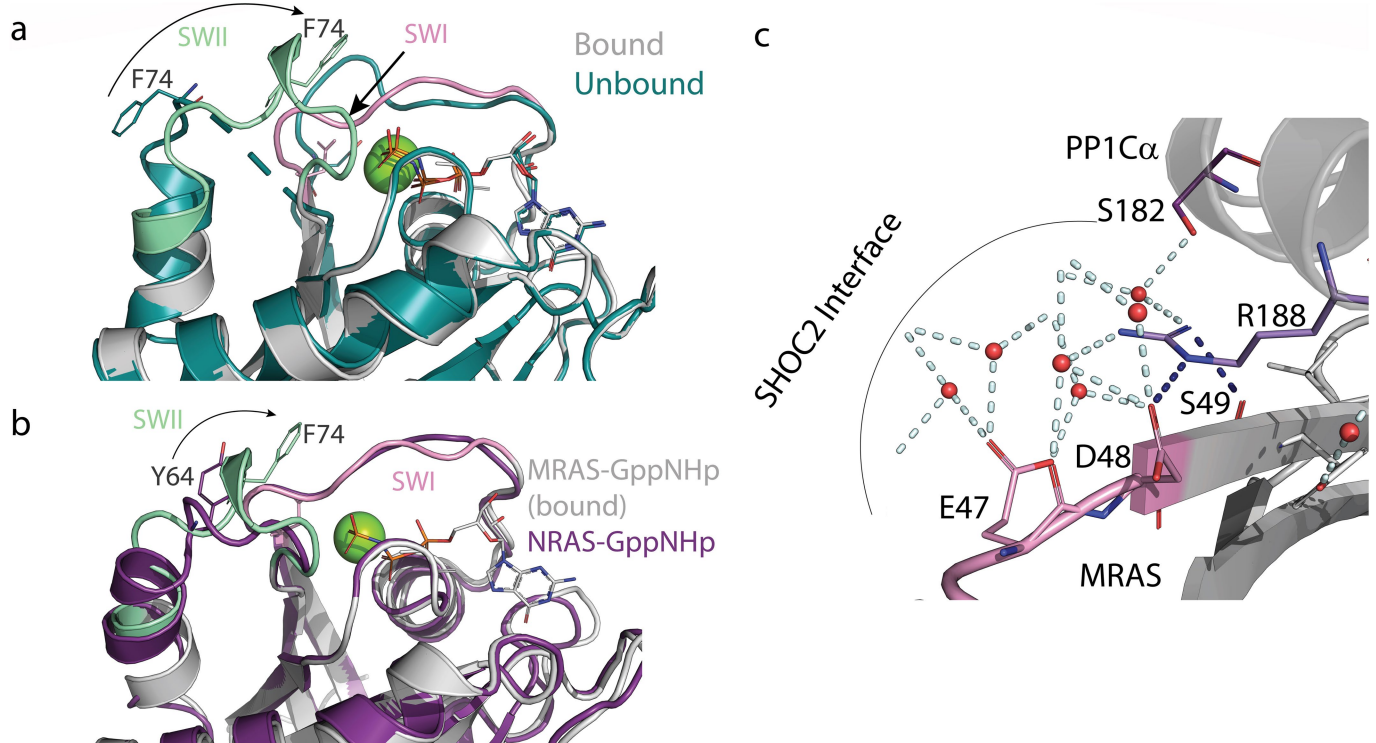 a
SWII
F74
SWI
F74
Bound
Unbound
b
SWII
F74
Y64
SWI
MRAS-GppNHp
(bound)
NRAS-GppNHp
c
PP1Cα
S182
SHOC2 Interface
R188
S49
D48
E47
MRAS